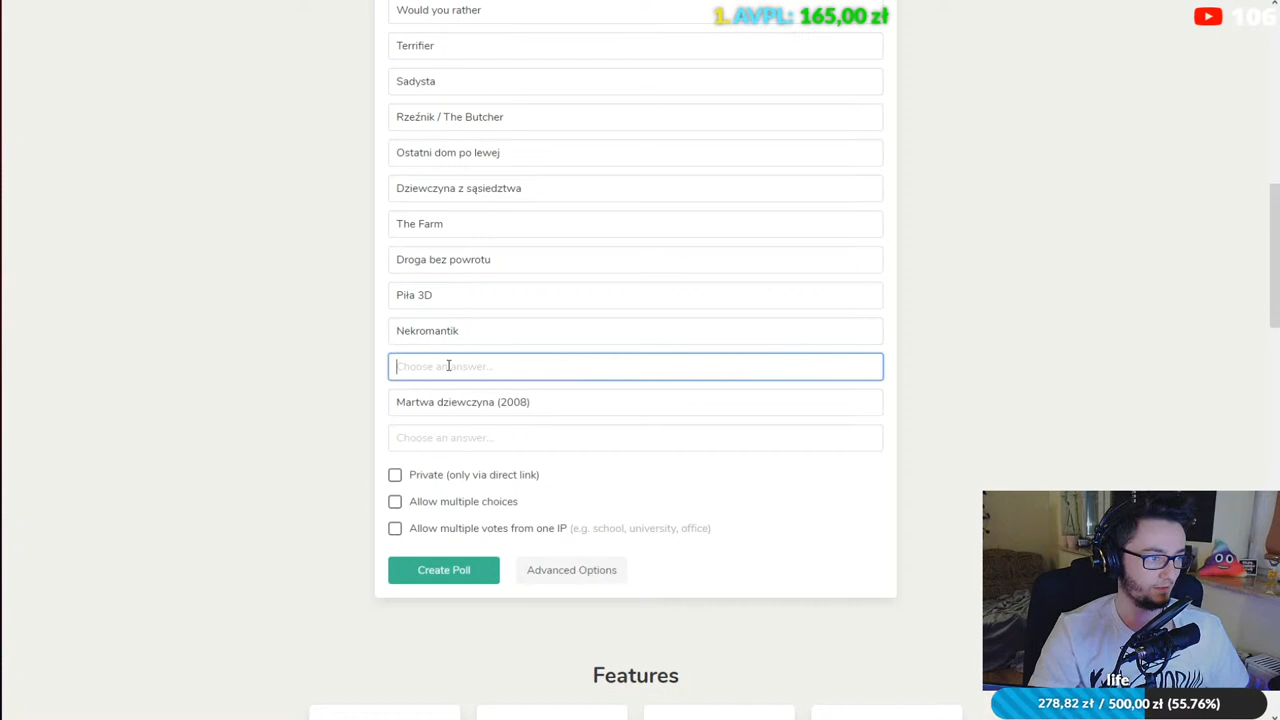 Would you rather
1. AVPL: 165,00 zł
106
Terrifier
Sadysta
Rzeźnik / The Butcher
Ostatni dom po lewej
Dziewczyna z sąsiedztwa
The Farm
Droga bez powrotu
Piła 3D
Nekromantik
Choose an answer...
Martwa dziewczyna (2008)
Choose an answer...
Private (only via direct link)
Allow multiple choices
Allow multiple votes from one IP (e.g. school, university, office)
Create Poll
Advanced Options
Features
life
278,82 zł / 500,00 zł (55.76%)